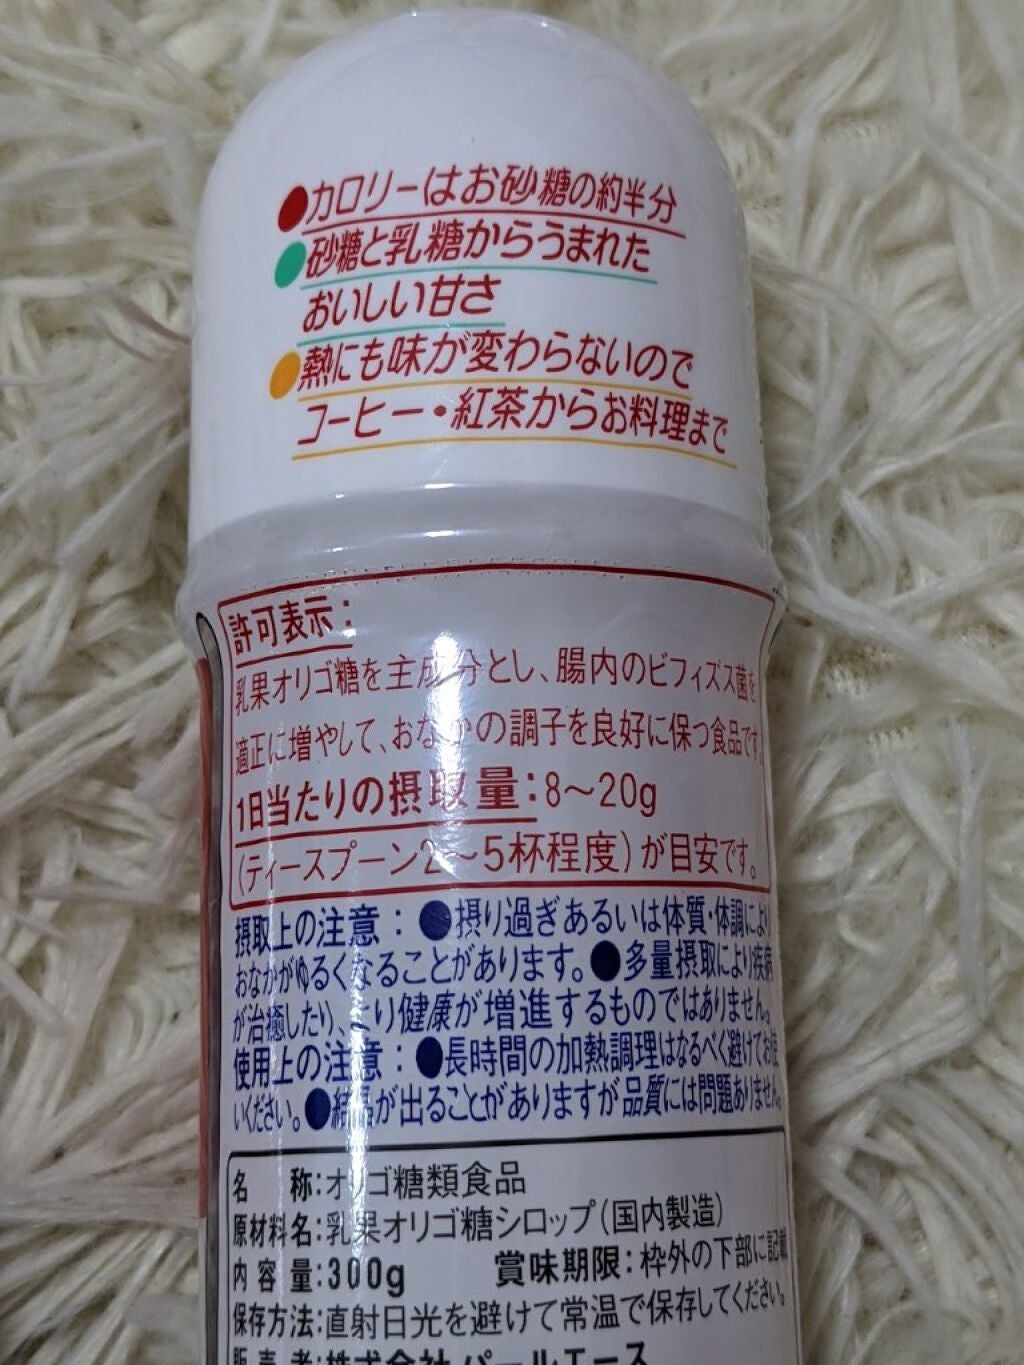 ●カロリーはお砂糖の約半分
●砂糖と乳糖からうまれた
おいしい甘さ
●熱にも味が変わらないので
コーヒー・紅茶からお料理まで
許可表示：
乳果オリゴ糖を主成分とし、腸内のビフィズス菌を
適正に増やして、おなかの調子を良好に保つ食品です。
1日当たりの摂取量：8～20g
(ティースプーン2～5杯程度)が目安です。
摂取上の注意：●摂り過ぎあるいは体質・体調により
おなかがゆるくなることがあります。●多量摂取により疾病
が治癒したり、より健康が増進するものではありません。
使用上の注意：●長時間の加熱調理はなるべく避けてお使
いください。●結晶が出ることがありますが品質には問題ありません。
名　称：オリゴ糖類食品
原材料名：乳果オリゴ糖シロップ(国内製造)
内容量：300g　賞味期限：枠外の下部に記載
保存方法：直射日光を避けて常温で保存してください。
販売者：株式会社パールエース